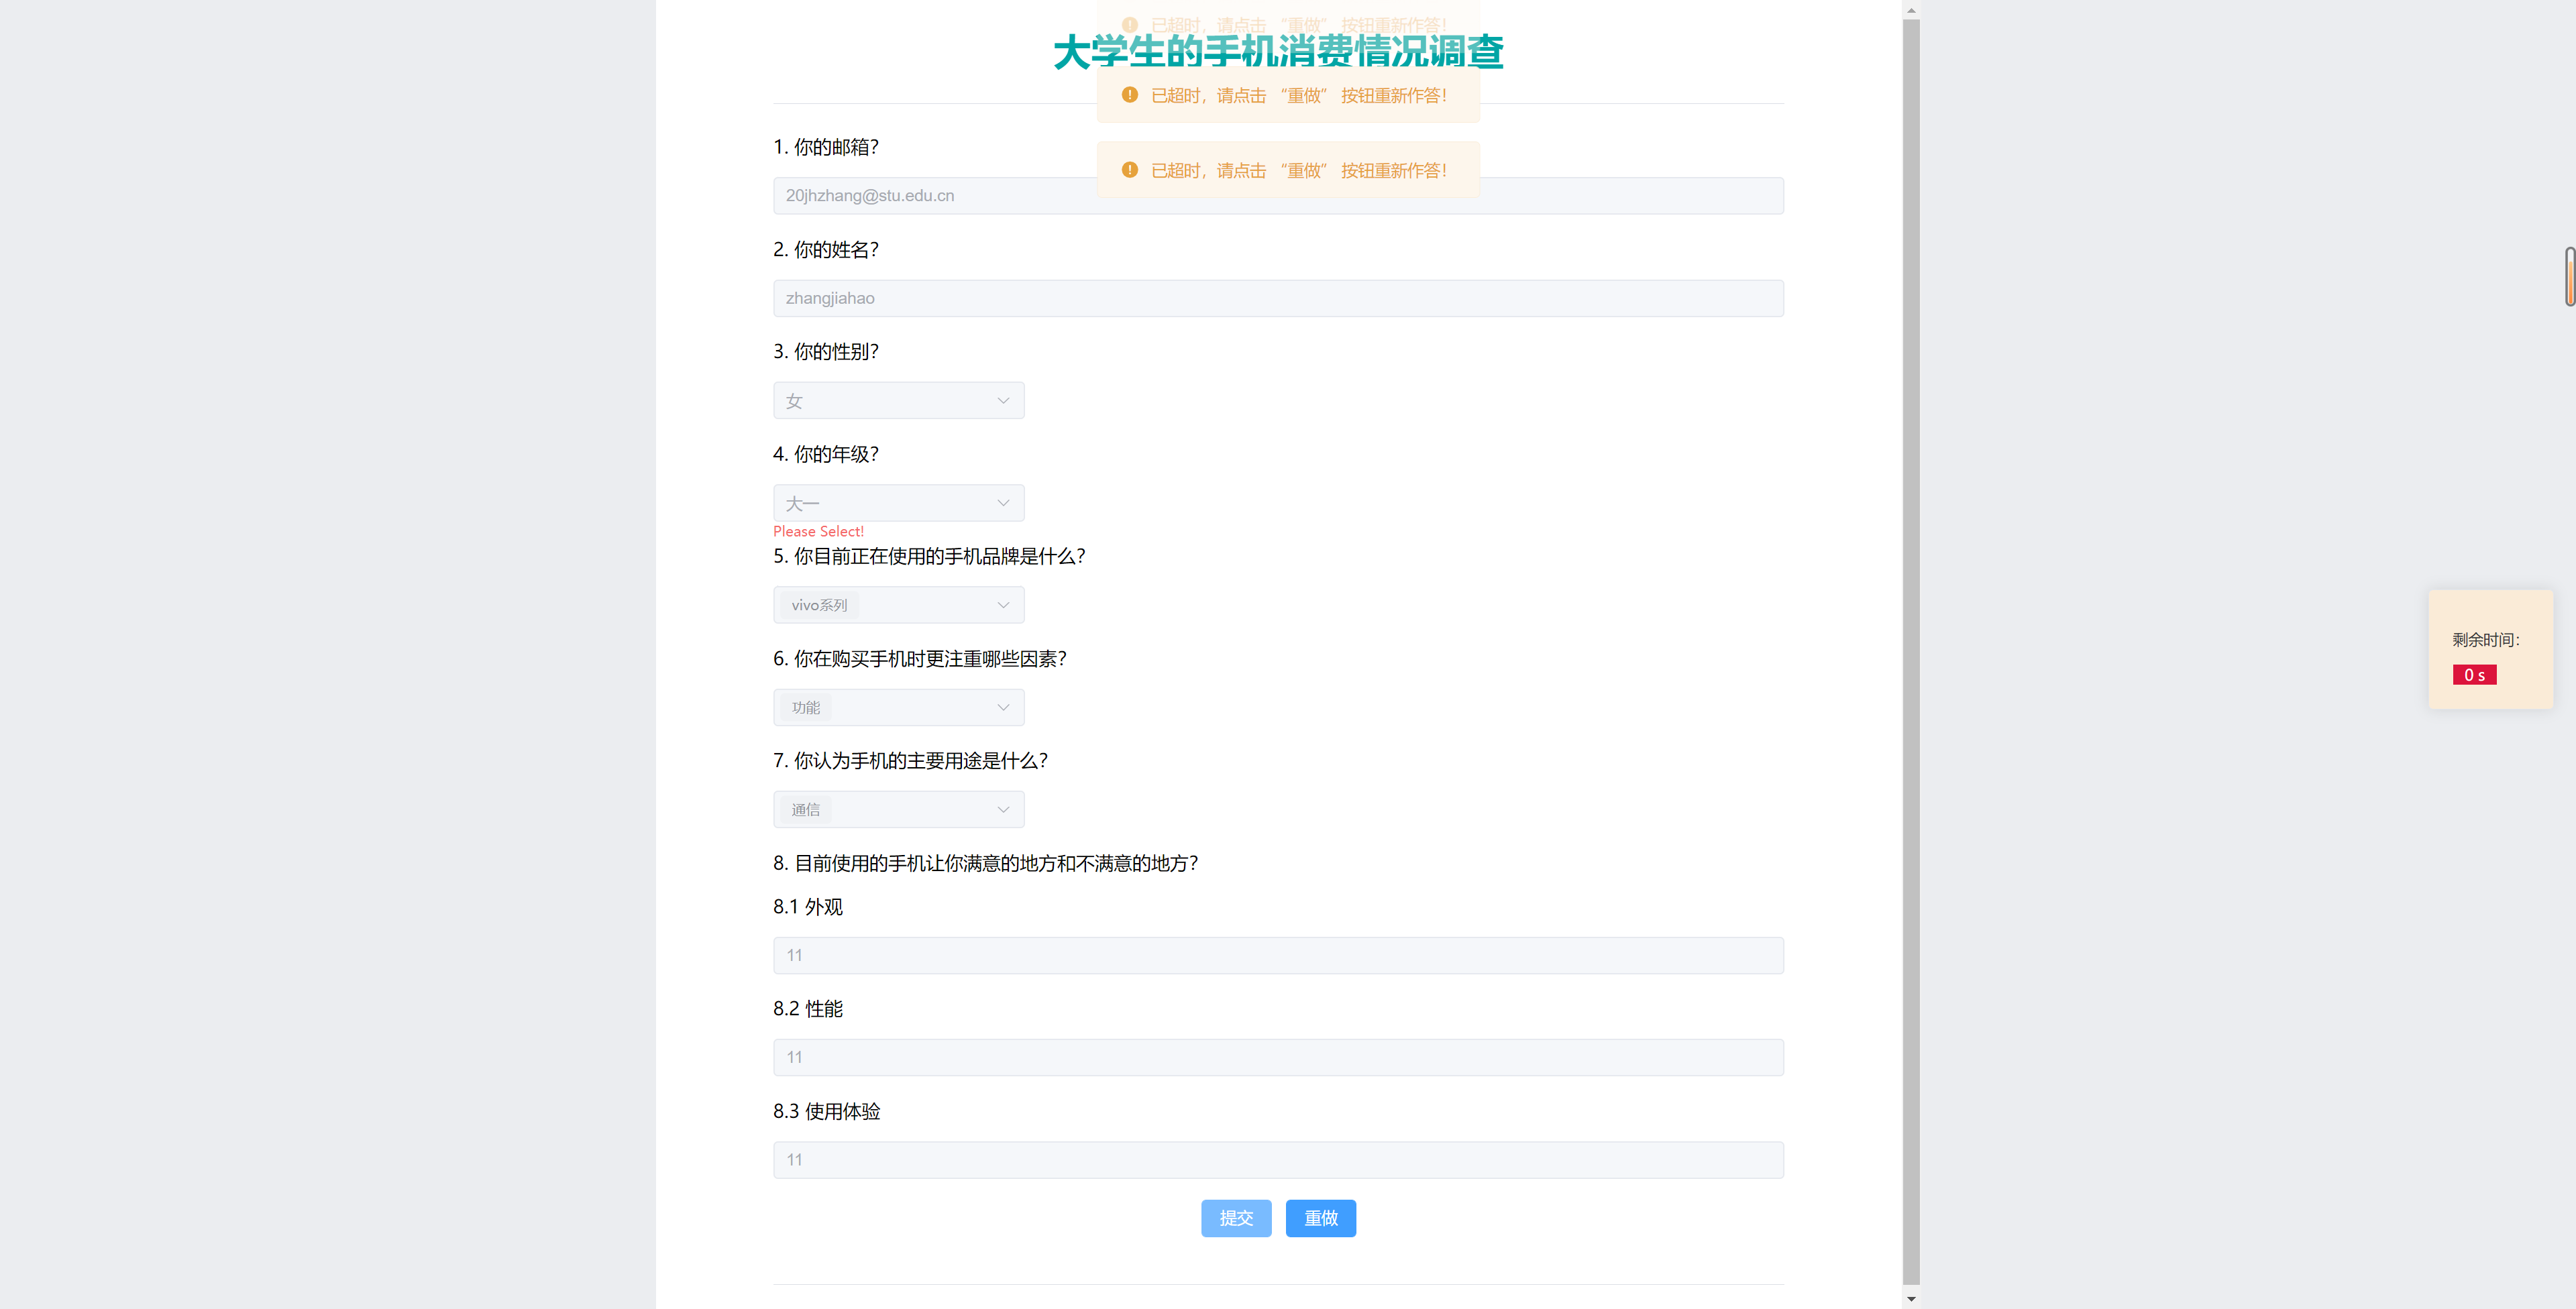 已超时，请点击 “重做” 按钮重新作答！
大学生的手机消费情况调查
已超时，请点击 “重做” 按钮重新作答！
1. 你的邮箱？
已超时，请点击 “重做” 按钮重新作答！
20jhzhang@stu.edu.cn
2. 你的姓名？
zhangjiahao
3. 你的性别？
女
4. 你的年级？
大一
Please Select!
5. 你目前正在使用的手机品牌是什么？
vivo系列
6. 你在购买手机时更注重哪些因素？
功能
7. 你认为手机的主要用途是什么？
通信
8. 目前使用的手机让你满意的地方和不满意的地方？
8.1 外观
11
8.2 性能
11
8.3 使用体验
11
提交 重做
剩余时间：
0 s